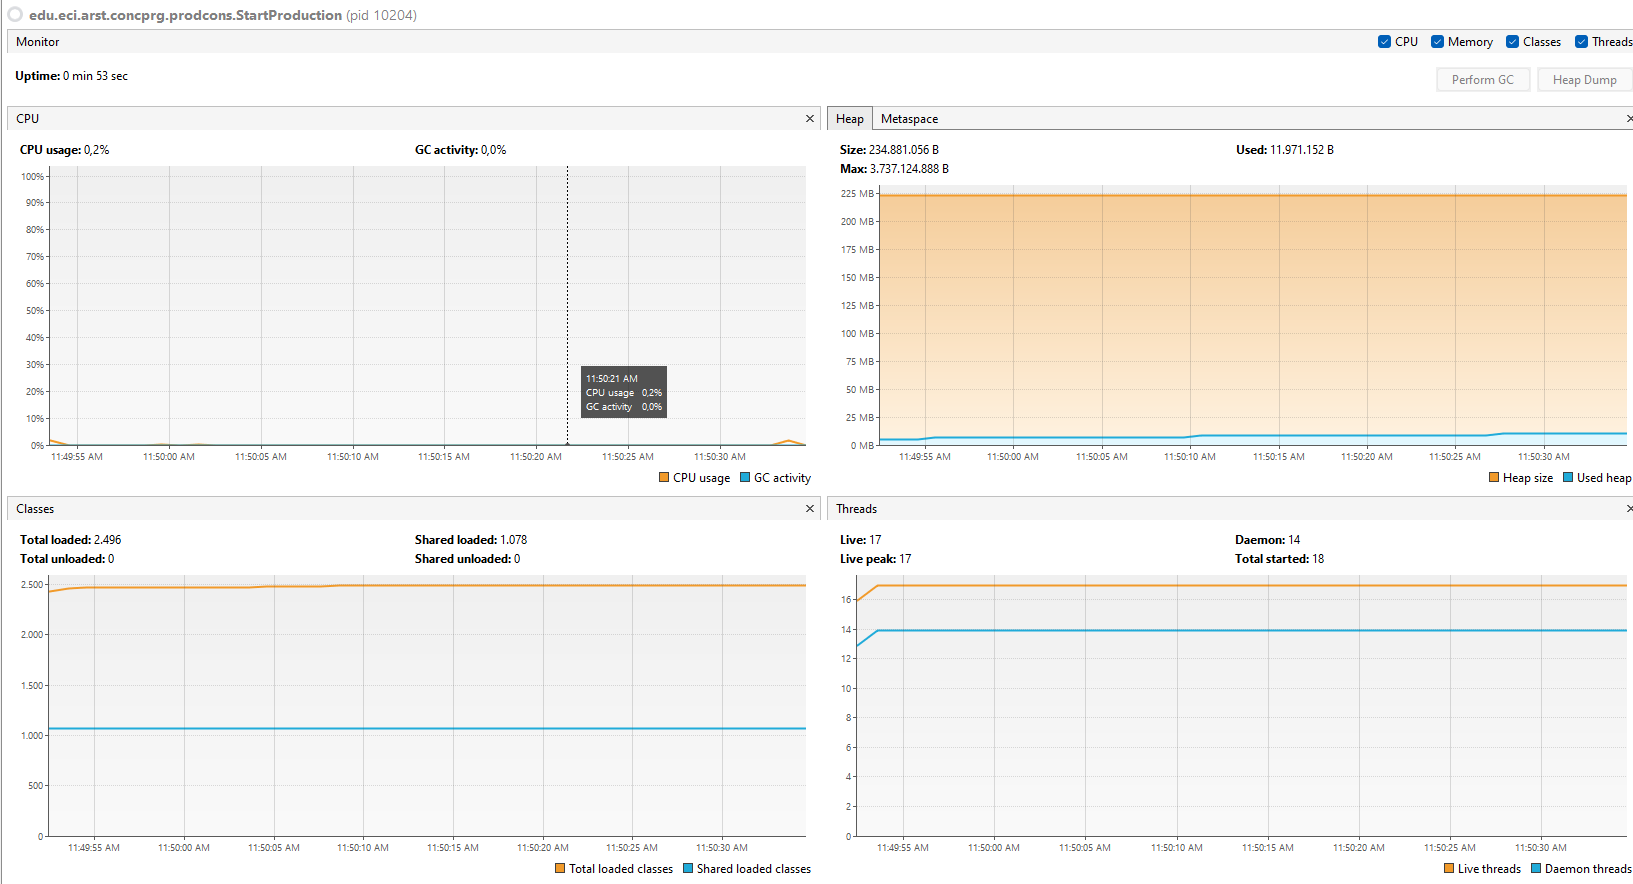 edu.eci.arst.concprg.prodcons.StartProduction (pid 10204)
Monitor
CPU Memory Classes Threads
Uptime: 0 min 53 sec
Perform GC Heap Dump
CPU
CPU usage: 0,2% GC activity: 0,0%
100%
90%
80%
70%
60%
50%
40%
30%
20%
10%
0%
11:50:21 AM
CPU usage 0,2%
GC activity 0,0%
11:49:55 AM 11:50:00 AM 11:50:05 AM 11:50:10 AM 11:50:15 AM 11:50:20 AM 11:50:25 AM 11:50:30 AM
CPU usage GC activity
Heap Metaspace
Size: 234.881.056 B Used: 11.971.152 B
Max: 3.737.124.888 B
225 MB
200 MB
175 MB
150 MB
125 MB
100 MB
75 MB
50 MB
25 MB
0 MB
11:49:55 AM 11:50:00 AM 11:50:05 AM 11:50:10 AM 11:50:15 AM 11:50:20 AM 11:50:25 AM 11:50:30 AM
Heap size Used heap
Classes
Total loaded: 2.496 Shared loaded: 1.078
Total unloaded: 0 Shared unloaded: 0
2.500
2.000
1.500
1.000
500
0
11:49:55 AM 11:50:00 AM 11:50:05 AM 11:50:10 AM 11:50:15 AM 11:50:20 AM 11:50:25 AM 11:50:30 AM
Total loaded classes Shared loaded classes
Threads
Live: 17 Daemon: 14
Live peak: 17 Total started: 18
16
14
12
10
8
6
4
2
0
11:49:55 AM 11:50:00 AM 11:50:05 AM 11:50:10 AM 11:50:15 AM 11:50:20 AM 11:50:25 AM 11:50:30 AM
Live threads Daemon threads